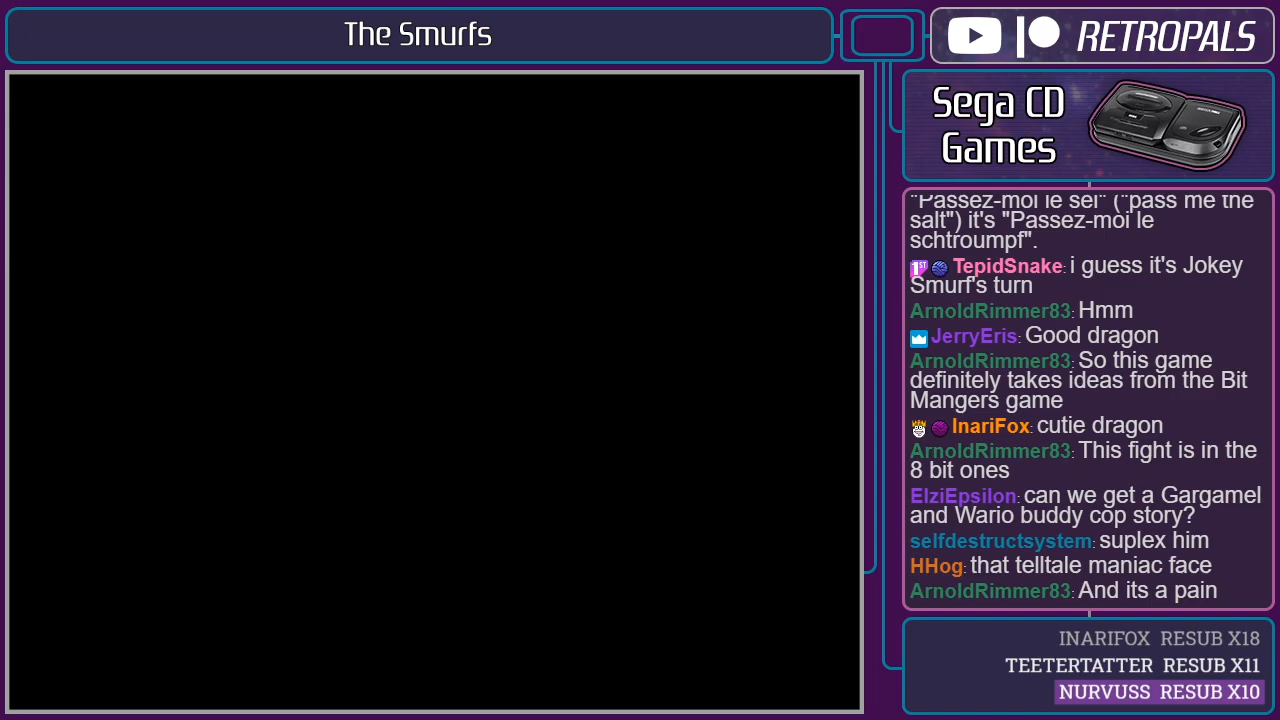 The Smurfs
RETROPALS
Sega CD
Games
"Passez-moi le sel" ("pass me the
salt") it's "Passez-moi le
schtroumpf".
1ST TepidSnake: i guess it's Jokey
Smurf's turn
ArnoldRimmer83: Hmm
JerryEris: Good dragon
ArnoldRimmer83: So this game
definitely takes ideas from the Bit
Mangers game
InariFox: cutie dragon
ArnoldRimmer83: This fight is in the
8 bit ones
ElziEpsilon: can we get a Gargamel
and Wario buddy cop story?
selfdestructsystem: suplex him
HHog: that telltale maniac face
ArnoldRimmer83: And its a pain
INARIFOX RESUB X18
TEETERTATTER RESUB X11
NURVUSS RESUB X10